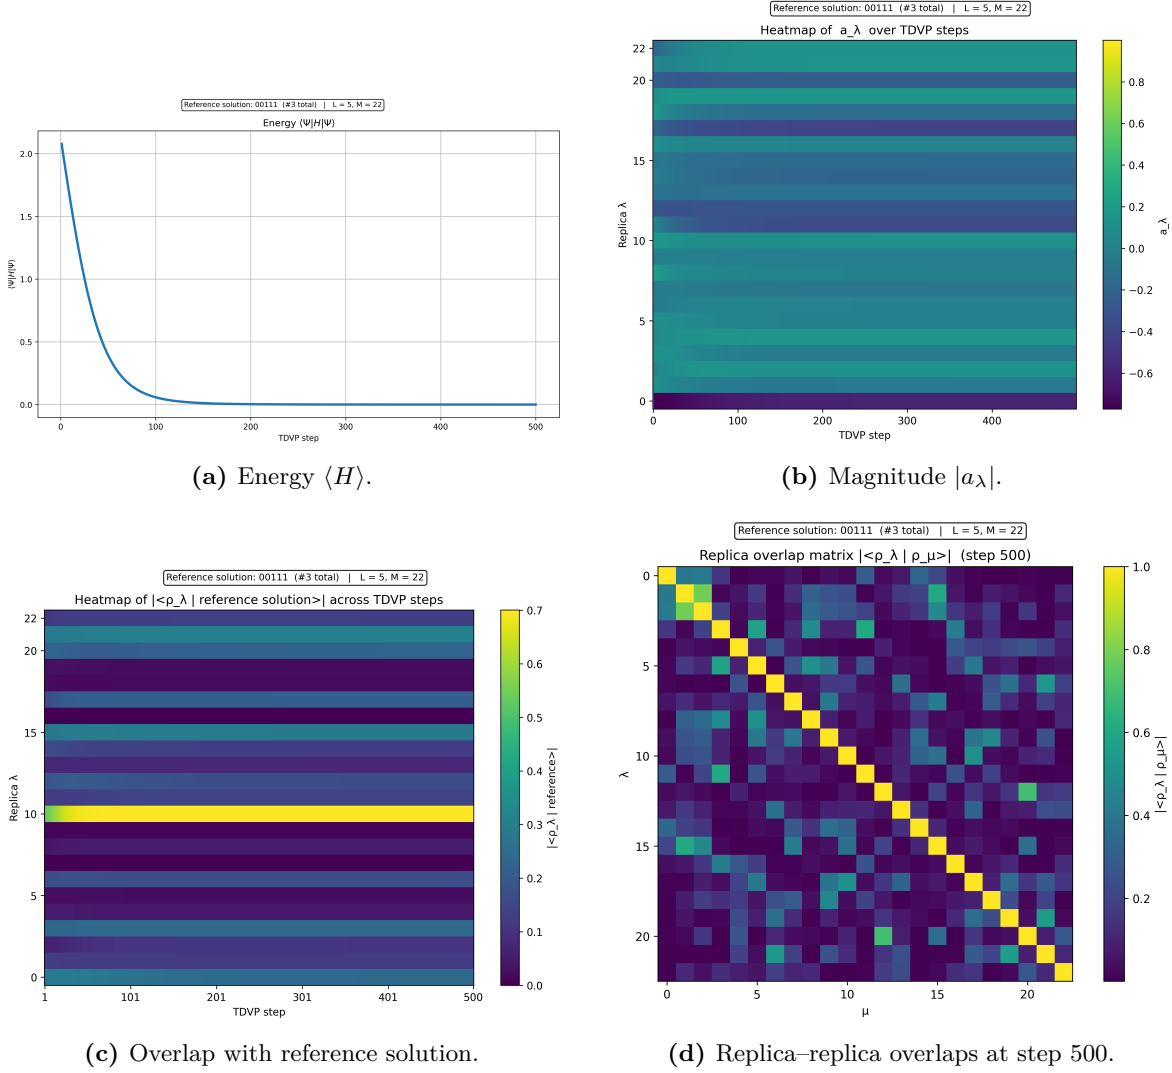 Reference solution: 00111 (#3 total) | L = 5, M = 22
Energy ⟨Ψ|H|Ψ⟩
⟨Ψ|H|Ψ⟩
2.0
1.5
1.0
0.5
0.0
0 100 200 300 400 500
TDVP step
(a) Energy ⟨H⟩.
Reference solution: 00111 (#3 total) | L = 5, M = 22
Heatmap of a_λ over TDVP steps
Replica λ
22
20
15
10
5
0
0 100 200 300 400
TDVP step
0.8
0.6
0.4
0.2
0.0
−0.2
−0.4
−0.6
a_λ
(b) Magnitude |a_λ|.
Reference solution: 00111 (#3 total) | L = 5, M = 22
Heatmap of |<ρ_λ | reference solution>| across TDVP steps
Replica λ
22
20
15
10
5
0
1 101 201 301 401 500
TDVP step
0.7
0.6
0.5
0.4
0.3
0.2
0.1
0.0
|<ρ_λ | reference>|
(c) Overlap with reference solution.
Reference solution: 00111 (#3 total) | L = 5, M = 22
Replica overlap matrix |<ρ_λ | ρ_μ>| (step 500)
λ
0
5
10
15
20
0 5 10 15 20
μ
1.0
0.8
0.6
0.4
0.2
|<ρ_λ | ρ_μ>|
(d) Replica–replica overlaps at step 500.